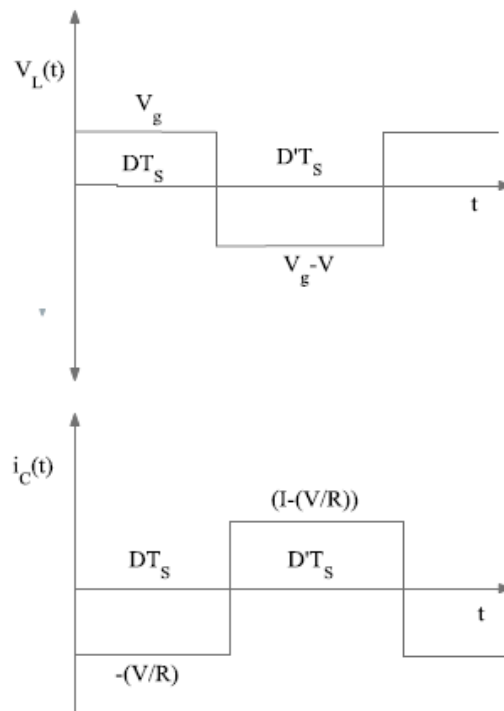 V_L(t)
V_g
DT_S
D'T_S
t
V_g-V
i_C(t)
(I-(V/R))
DT_S
D'T_S
t
-(V/R)